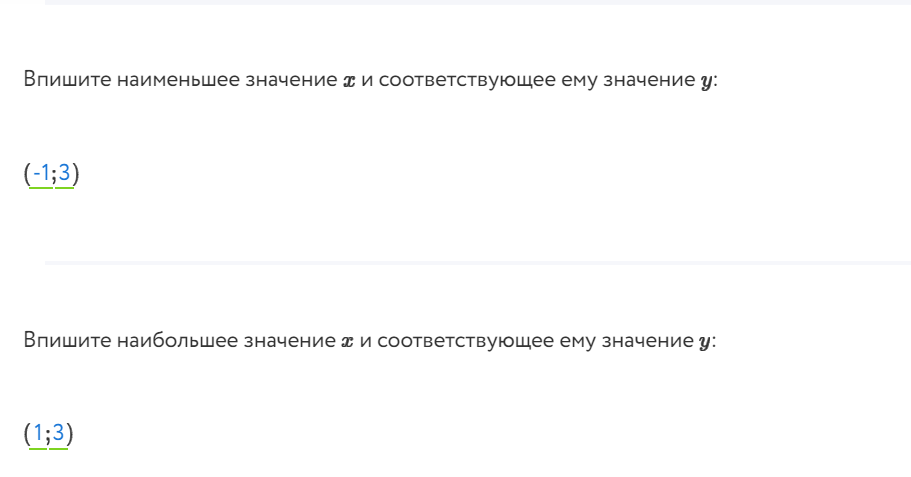 Впишите наименьшее значение x и соответствующее ему значение y:
(-1;3)
Впишите наибольшее значение x и соответствующее ему значение y:
(1;3)